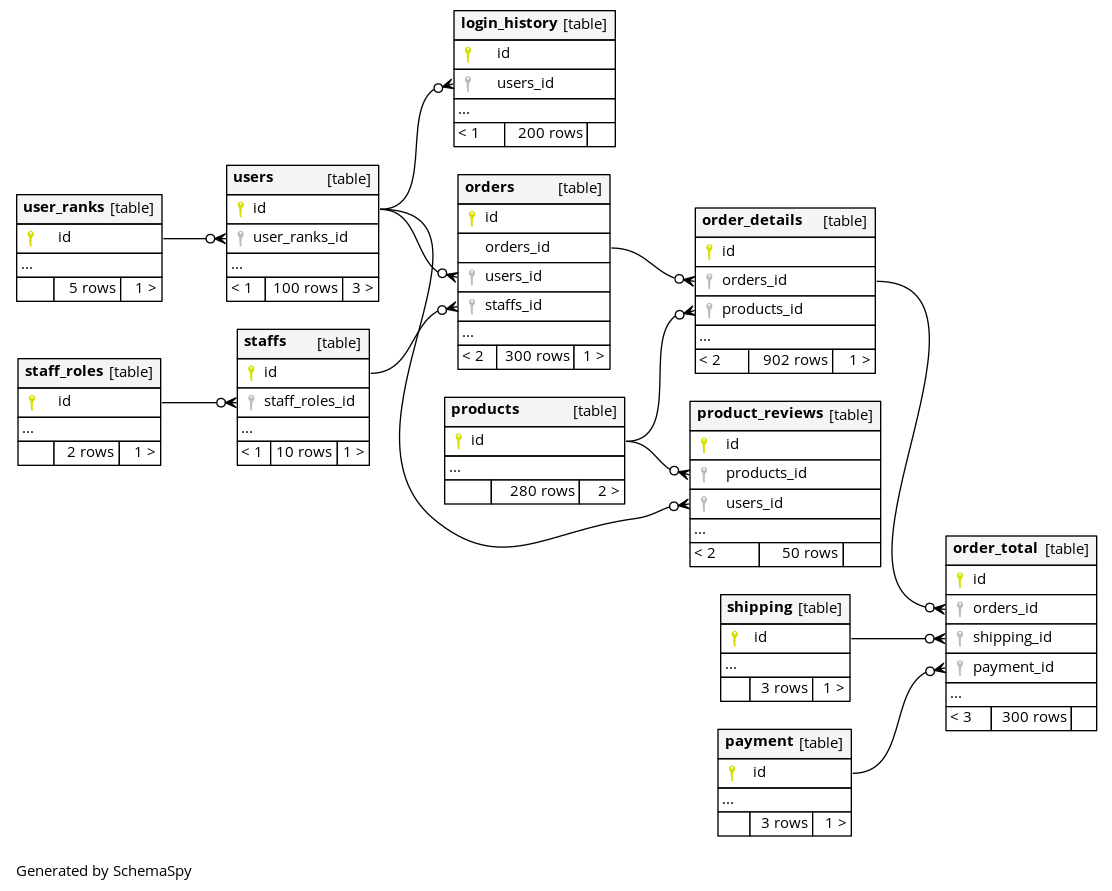 login_history [table]
id
users_id
...
< 1 200 rows
users [table]
id
user_ranks_id
...
< 1 100 rows 3 >
user_ranks [table]
id
...
5 rows 1 >
orders [table]
id
orders_id
users_id
staffs_id
...
< 2 300 rows 1 >
order_details [table]
id
orders_id
products_id
...
< 2 902 rows 1 >
staffs [table]
id
staff_roles_id
...
< 1 10 rows 1 >
staff_roles [table]
id
...
2 rows 1 >
products [table]
id
...
280 rows 2 >
product_reviews [table]
id
products_id
users_id
...
< 2 50 rows
order_total [table]
id
orders_id
shipping_id
payment_id
...
< 3 300 rows
shipping [table]
id
...
3 rows 1 >
payment [table]
id
...
3 rows 1 >
Generated by SchemaSpy